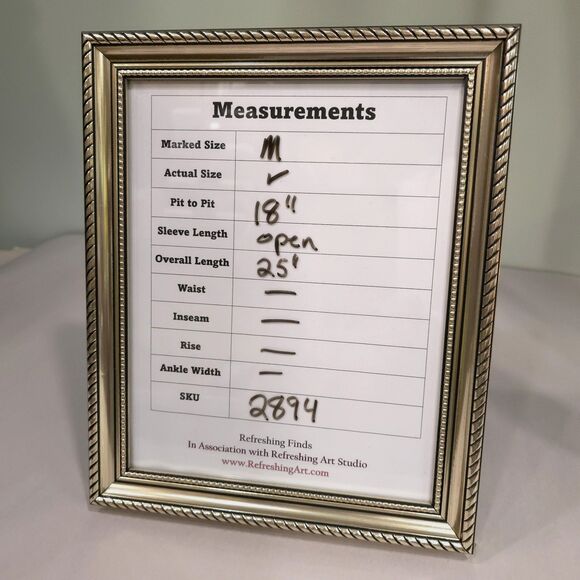 Measurements
Marked Size M
Actual Size ✓
Pit to Pit 18"
Sleeve Length open
Overall Length 25"
Waist —
Inseam —
Rise —
Ankle Width —
SKU 2894
Refreshing Finds
In Association with Refreshing Art Studio
www.RefreshingArt.com